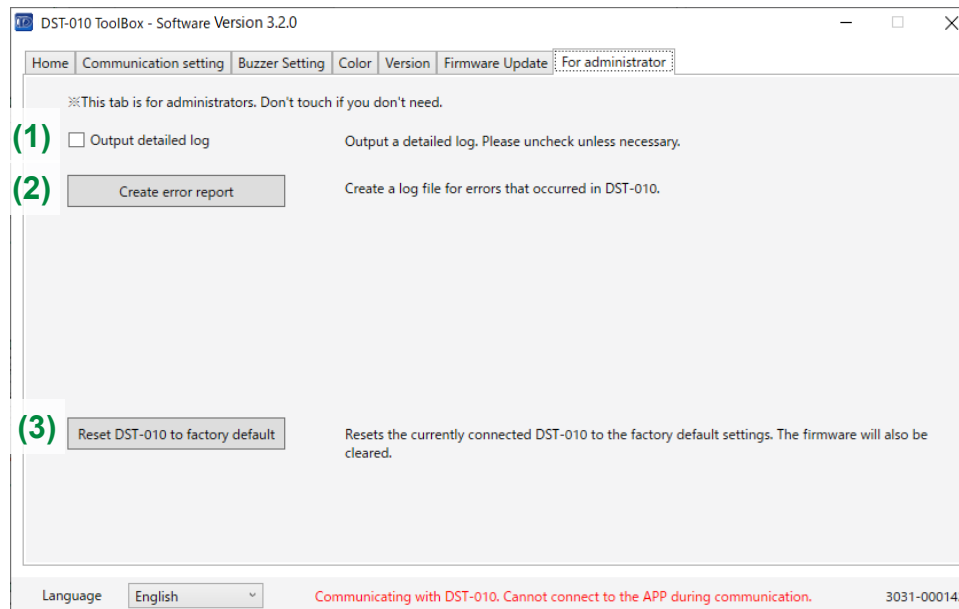 DST-010 ToolBox - Software Version 3.2.0
Home Communication setting Buzzer Setting Color Version Firmware Update For administrator
※This tab is for administrators. Don't touch if you don't need.
(1) Output detailed log Output a detailed log. Please uncheck unless necessary.
(2) Create error report Create a log file for errors that occurred in DST-010.
(3) Reset DST-010 to factory default Resets the currently connected DST-010 to the factory default settings. The firmware will also be
cleared.
Language English Communicating with DST-010. Cannot connect to the APP during communication. 3031-00014